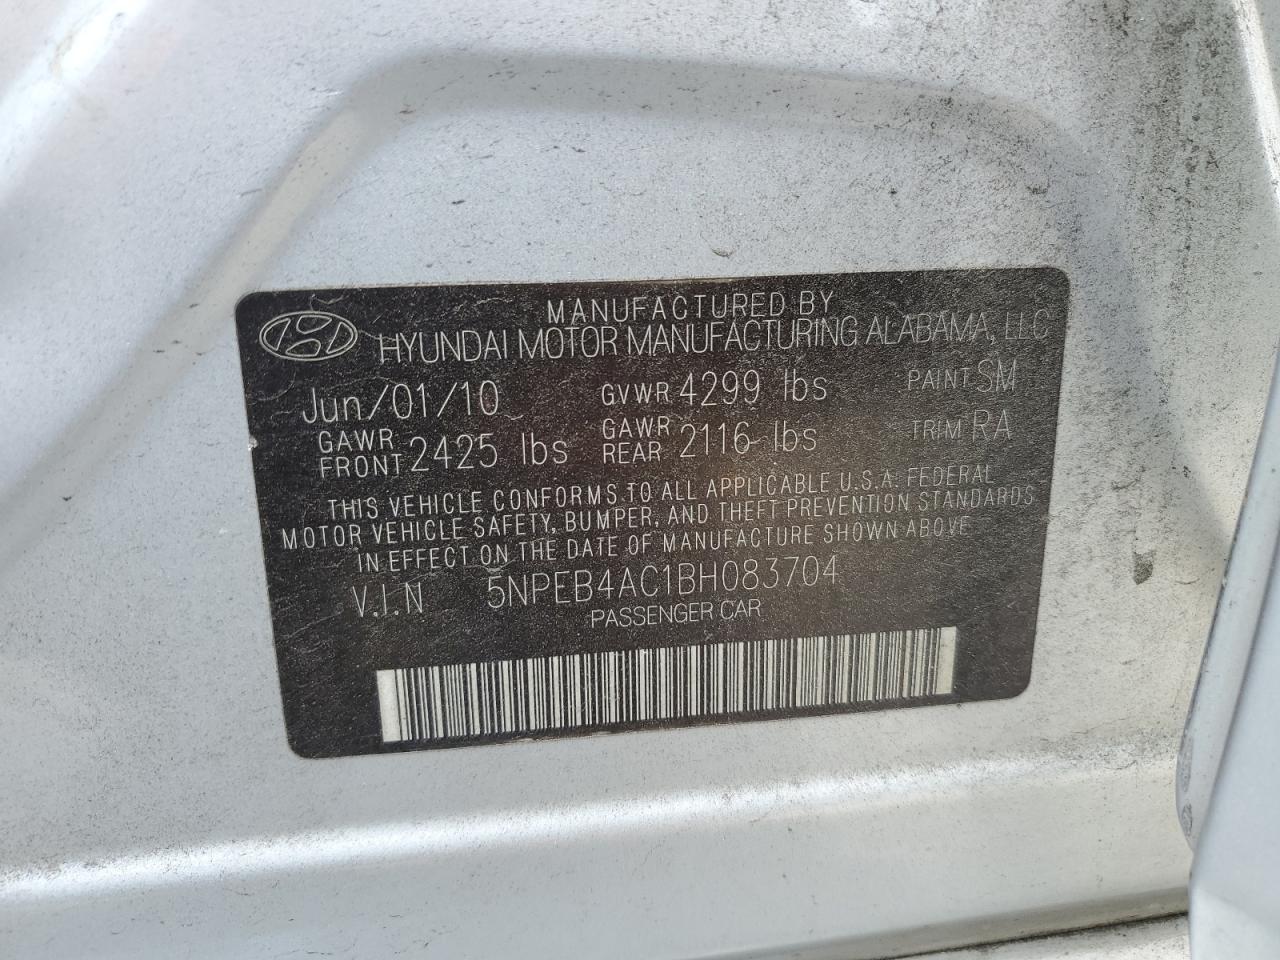 MANUFACTURED BY
HYUNDAI MOTOR MANUFACTURING ALABAMA, LLC
Jun/01/10 GVWR 4299 lbs PAINT SM
GAWR FRONT 2425 lbs GAWR REAR 2116 lbs TRIM RA
THIS VEHICLE CONFORMS TO ALL APPLICABLE U.S.A. FEDERAL
MOTOR VEHICLE SAFETY, BUMPER, AND THEFT PREVENTION STANDARDS
IN EFFECT ON THE DATE OF MANUFACTURE SHOWN ABOVE
V.I.N 5NPEB4AC1BH083704
PASSENGER CAR